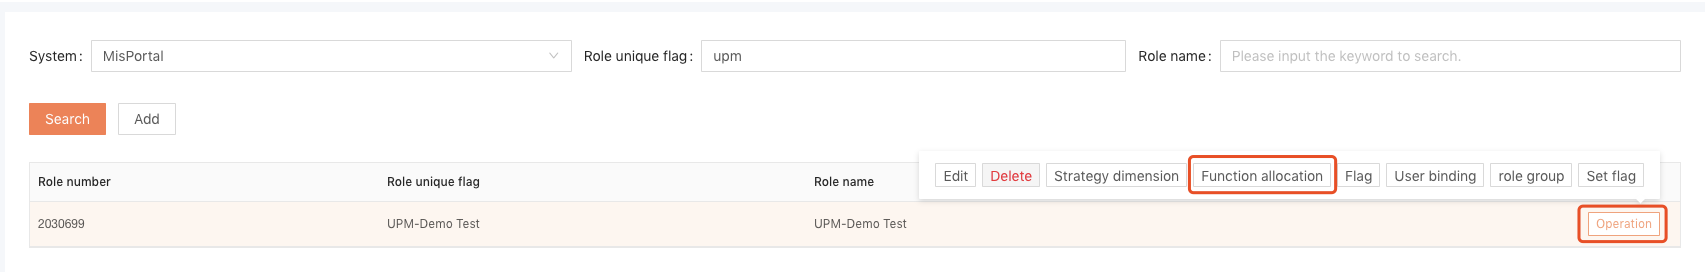 System: MisPortal Role unique flag: upm Role name: Please input the keyword to search.
Search Add
Edit Delete Strategy dimension Function allocation Flag User binding role group Set flag
Role number Role unique flag Role name
2030699 UPM-Demo Test UPM-Demo Test Operation